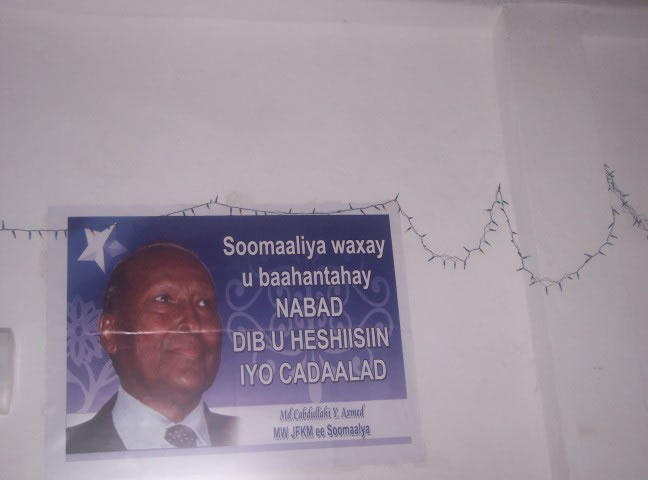 Soomaaliya waxay
u baahantahay
NABAD
DIB U HESHIISIIN
IYO CADAALAD
Md Cabdullahi Y. Axmed
MW JFKM ee Soomaalya